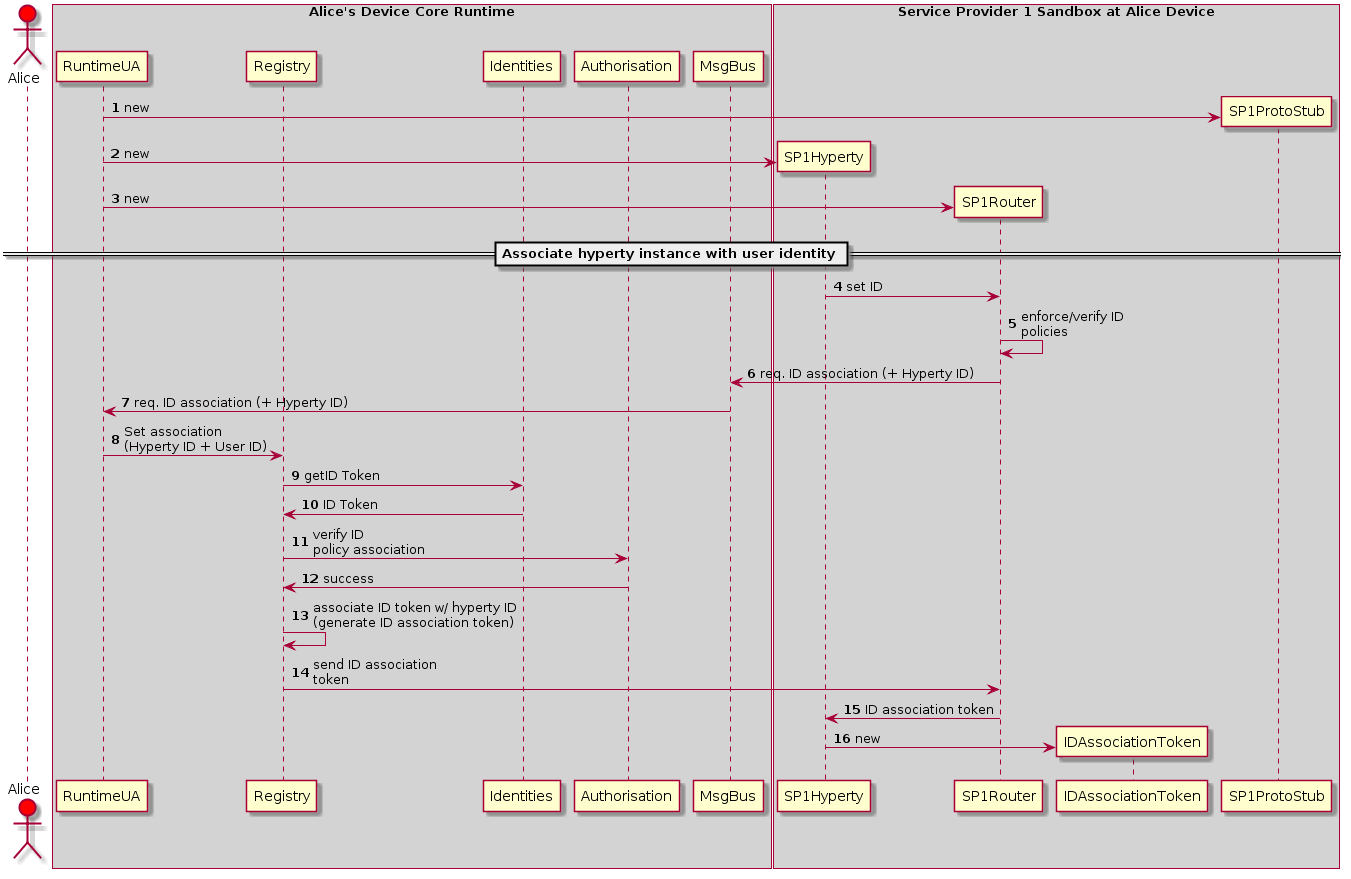 Alice's Device Core Runtime
Service Provider 1 Sandbox at Alice Device
Alice
RuntimeUA
Registry
Identities
Authorisation
MsgBus
1 new
SP1ProtoStub
2 new
SP1Hyperty
3 new
SP1Router
Associate hyperty instance with user identity
4 set ID
5 enforce/verify ID
policies
6 req. ID association (+ Hyperty ID)
7 req. ID association (+ Hyperty ID)
8 Set association
(Hyperty ID + User ID)
9 getID Token
10 ID Token
11 verify ID
policy association
12 success
13 associate ID token w/ hyperty ID
(generate ID association token)
14 send ID association
token
15 ID association token
16 new
IDAssociationToken
Alice
RuntimeUA
Registry
Identities
Authorisation
MsgBus
SP1Hyperty
SP1Router
IDAssociationToken
SP1ProtoStub